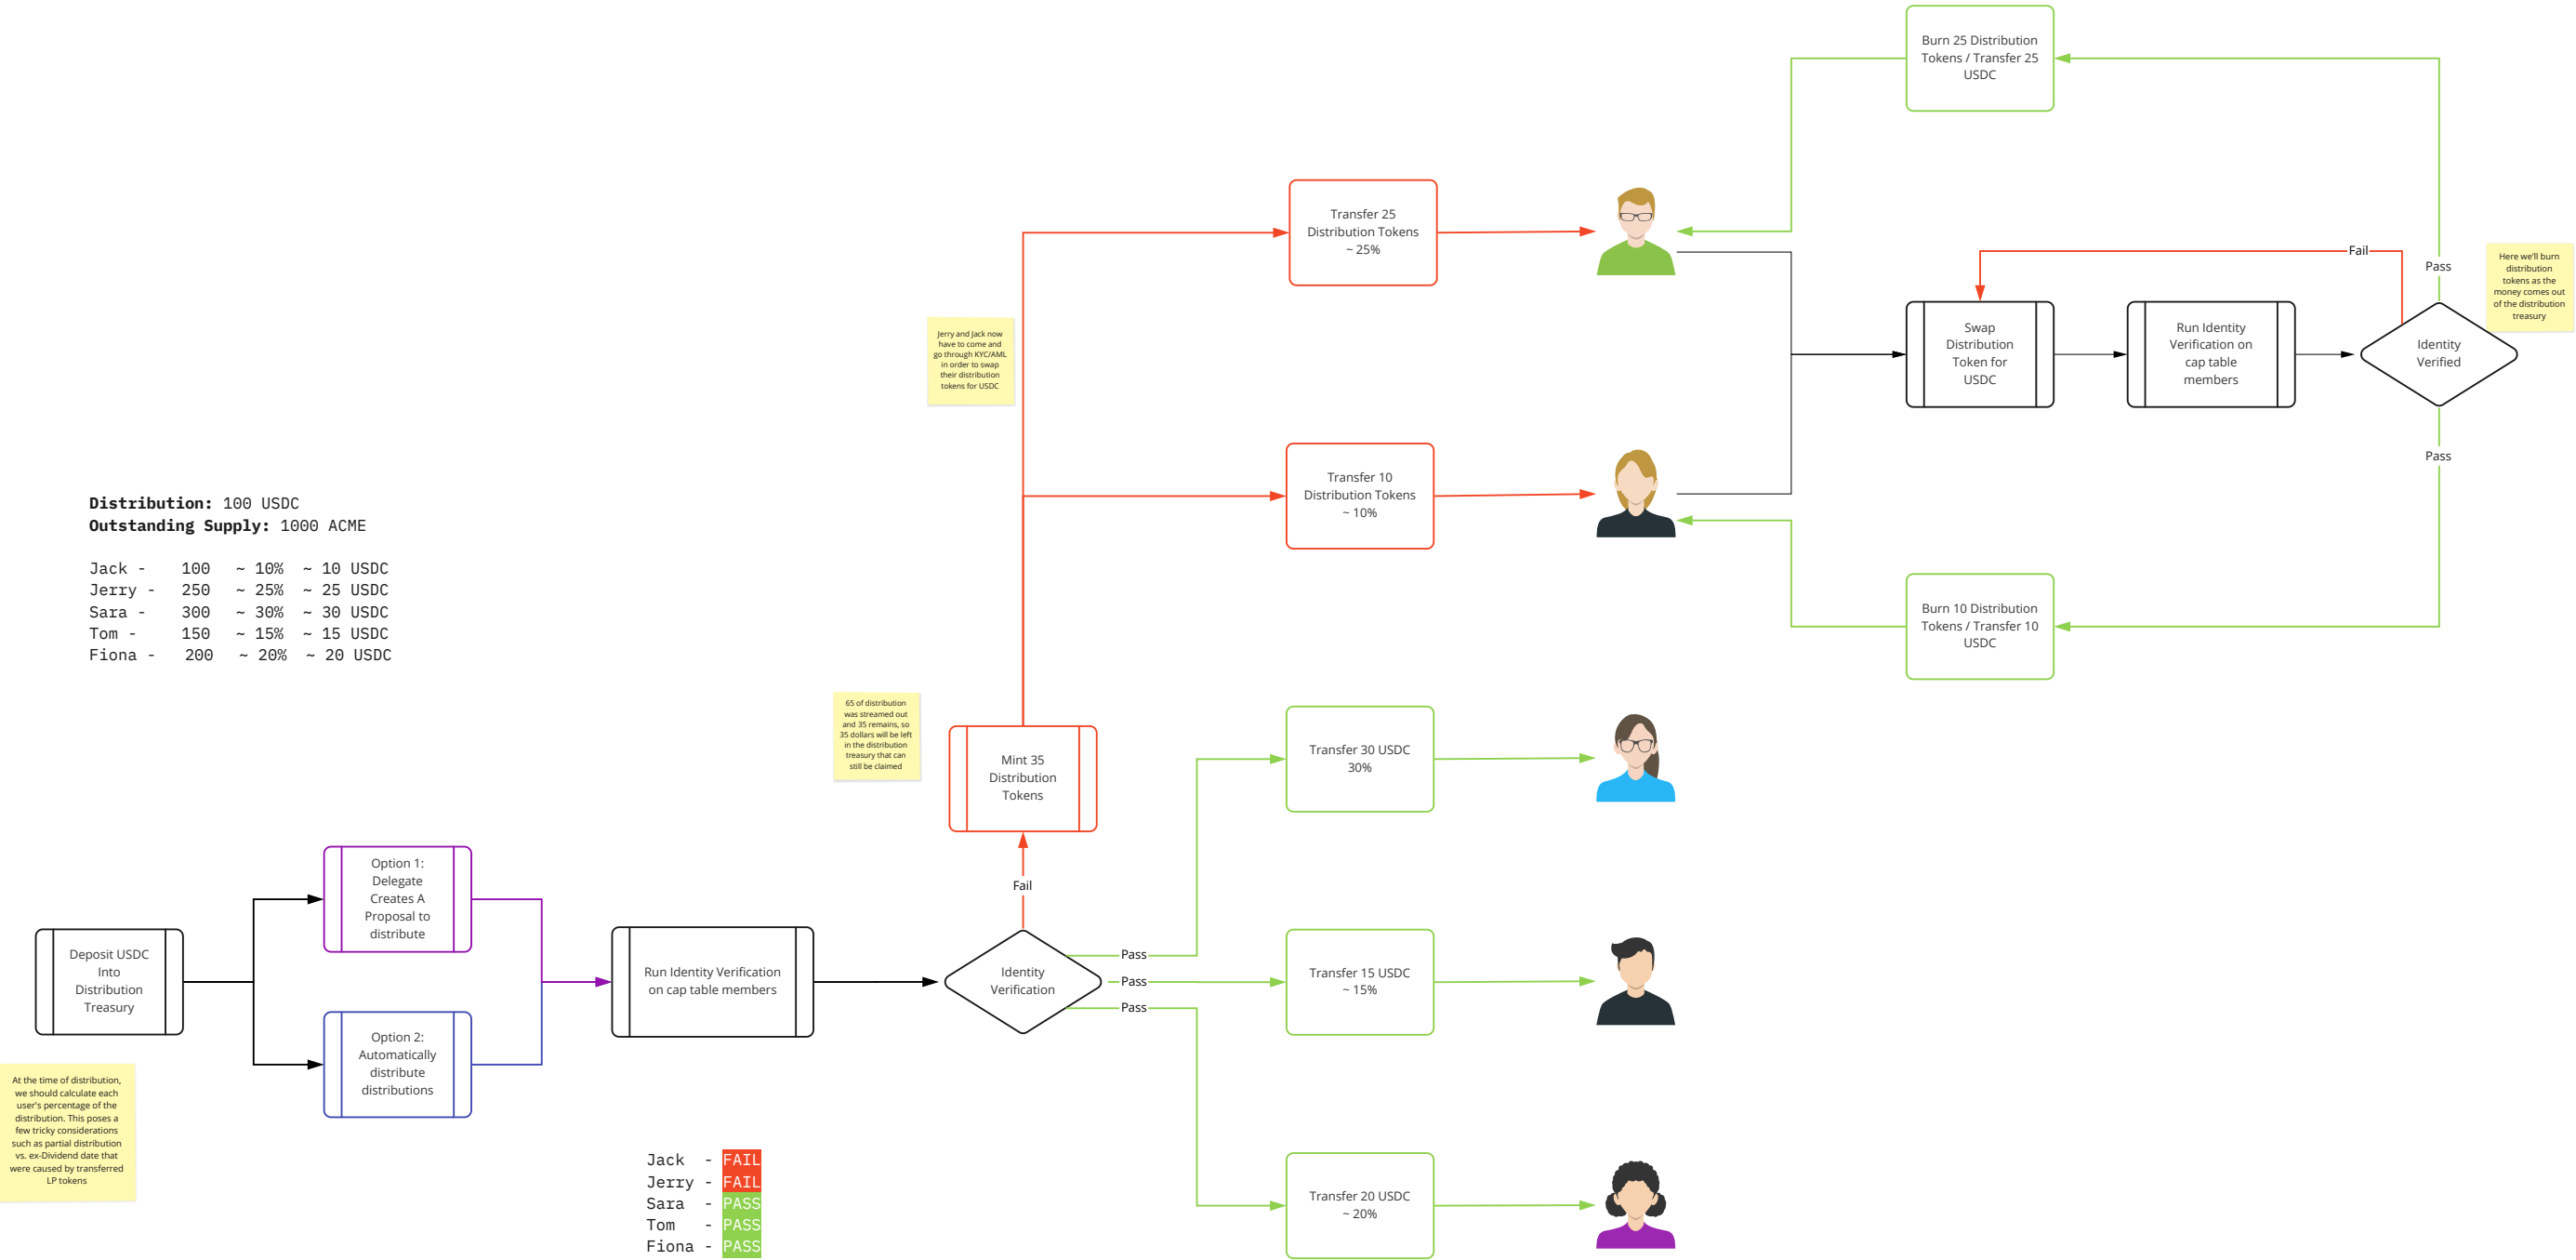 Burn 25 Distribution
Tokens / Transfer 25
USDC
Transfer 25
Distribution Tokens
~ 25%
Fail
Pass
Here we'll burn
distribution
tokens as the
money comes out
of the distribution
treasury
Jerry and Jack now
have to come and
go through KYC/AML
in order to swap
their distribution
tokens for USDC
Swap
Distribution
Token for
USDC
Run Identity
Verification on
cap table
members
Identity
Verified
Pass
Transfer 10
Distribution Tokens
~ 10%
Distribution: 100 USDC
Outstanding Supply: 1000 ACME
Jack - 100 ~ 10% ~ 10 USDC
Jerry - 250 ~ 25% ~ 25 USDC
Sara - 300 ~ 30% ~ 30 USDC
Tom - 150 ~ 15% ~ 15 USDC
Fiona - 200 ~ 20% ~ 20 USDC
Burn 10 Distribution
Tokens / Transfer 10
USDC
65 of distribution
was streamed out
and 35 remains, so
35 dollars will be left
in the distribution
treasury that can
still be claimed
Mint 35
Distribution
Tokens
Transfer 30 USDC
30%
Fail
Option 1:
Delegate
Creates A
Proposal to
distribute
Deposit USDC
Into
Distribution
Treasury
Option 2:
Automatically
distribute
distributions
Run Identity Verification
on cap table members
Identity
Verification
Pass
Pass
Pass
Transfer 15 USDC
~ 15%
At the time of distribution,
we should calculate each
user's percentage of the
distribution. This poses a
few tricky considerations
such as partial distribution
vs. ex-Dividend date that
were caused by transferred
LP tokens
Jack - FAIL
Jerry - FAIL
Sara - PASS
Tom - PASS
Fiona - PASS
Transfer 20 USDC
~ 20%